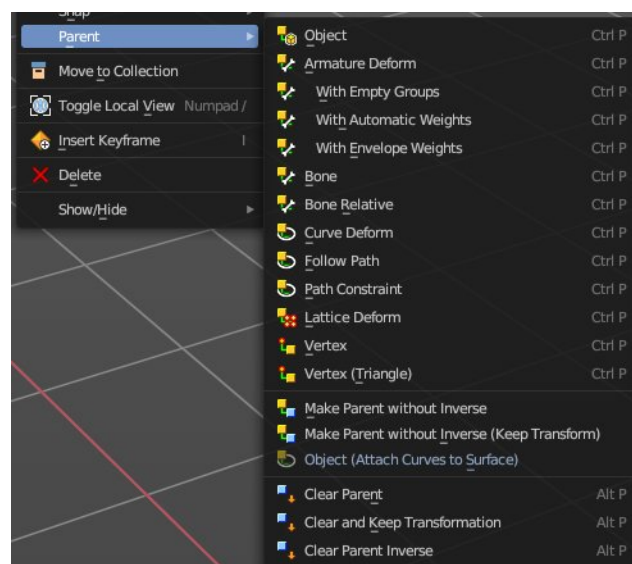 Snap
Parent
Move to Collection
Toggle Local View Numpad /
Insert Keyframe I
Delete
Show/Hide
Object Ctrl P
Armature Deform Ctrl P
With Empty Groups Ctrl P
With Automatic Weights Ctrl P
With Envelope Weights Ctrl P
Bone Ctrl P
Bone Relative Ctrl P
Curve Deform Ctrl P
Follow Path Ctrl P
Path Constraint Ctrl P
Lattice Deform Ctrl P
Vertex Ctrl P
Vertex (Triangle) Ctrl P
Make Parent without Inverse
Make Parent without Inverse (Keep Transform)
Object (Attach Curves to Surface)
Clear Parent Alt P
Clear and Keep Transformation Alt P
Clear Parent Inverse Alt P